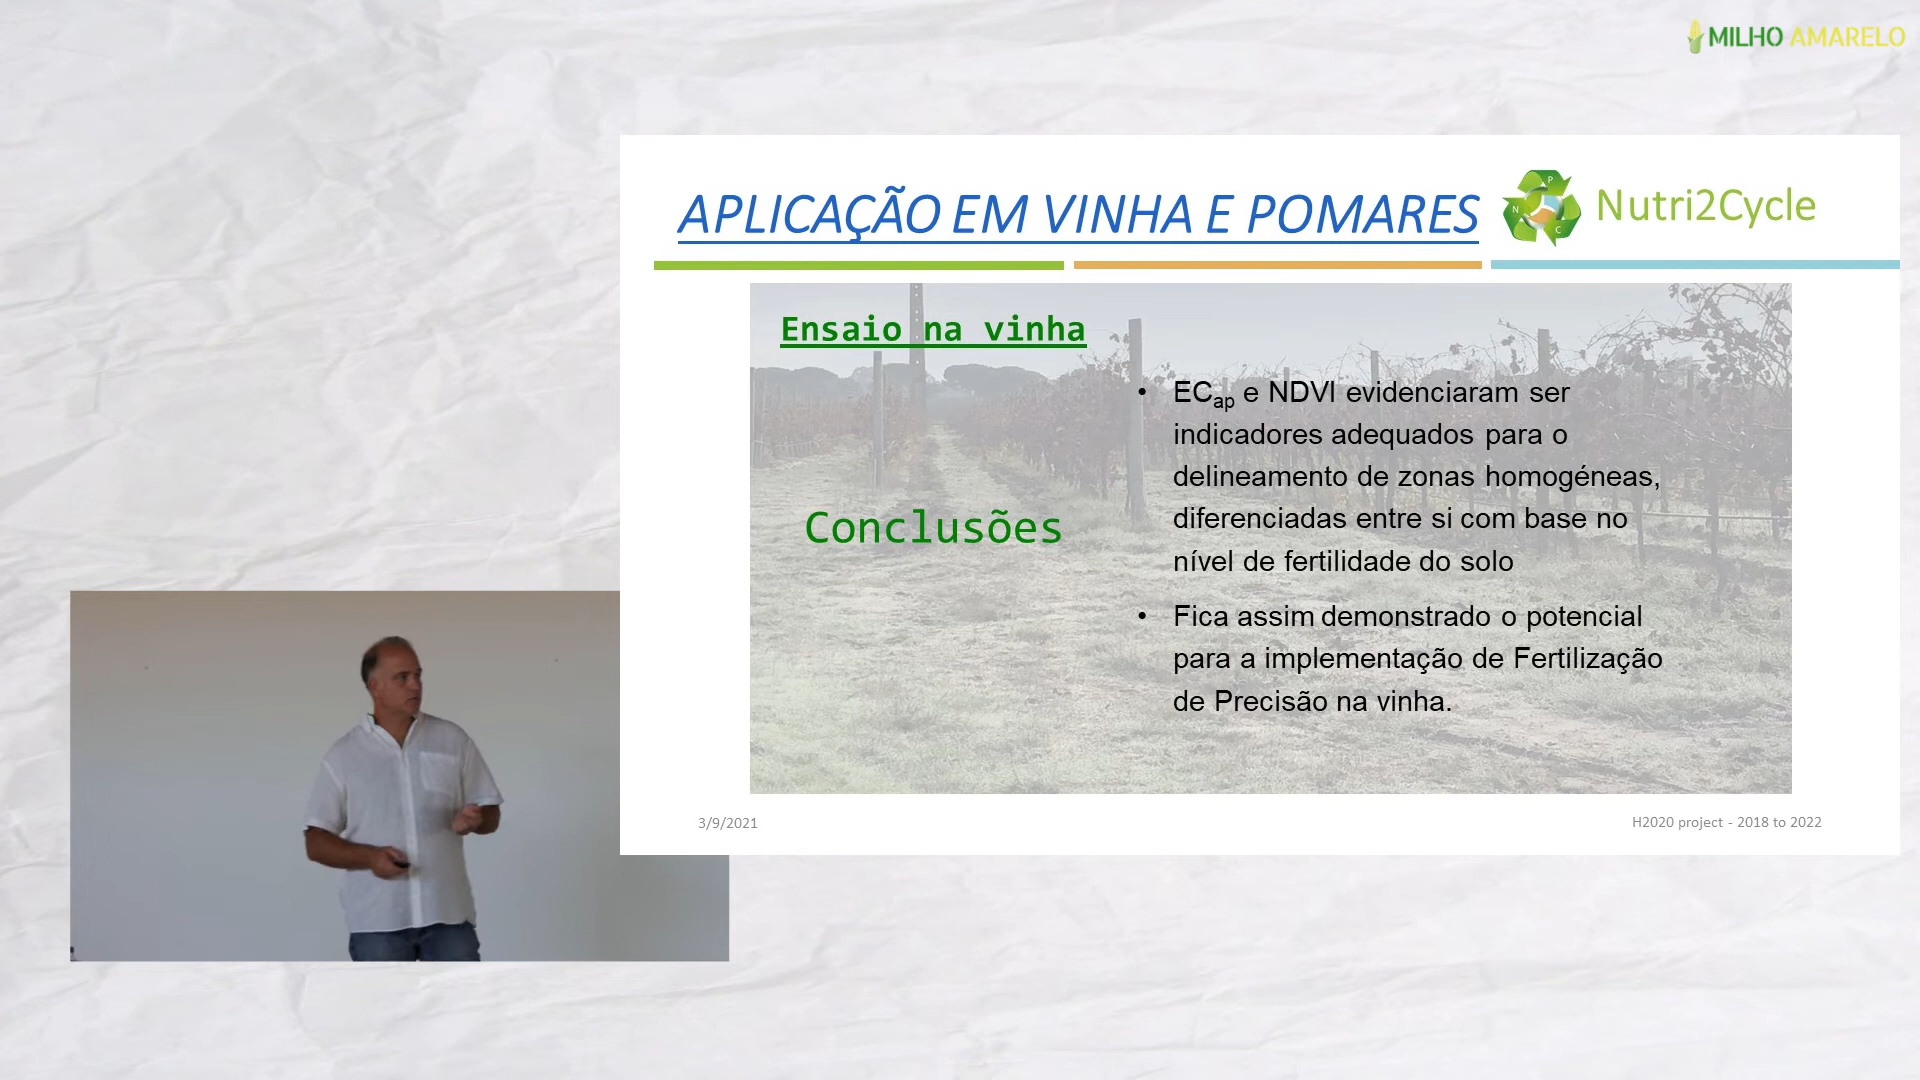 MILHO AMARELO
APLICAÇÃO EM VINHA E POMARES
Nutri2Cycle
Ensaio na vinha
Conclusões
• ECap e NDVI evidenciaram ser
indicadores adequados para o
delineamento de zonas homogéneas,
diferenciadas entre si com base no
nível de fertilidade do solo
• Fica assim demonstrado o potencial
para a implementação de Fertilização
de Precisão na vinha.
3/9/2021
H2020 project - 2018 to 2022
P
N
C